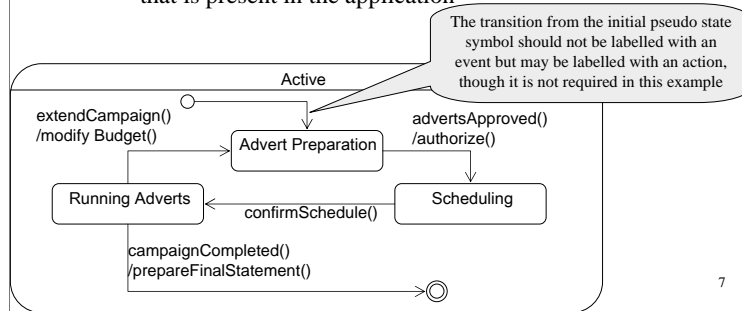 that is present in the application
The transition from the initial pseudo state
symbol should not be labelled with an
event but may be labelled with an action,
though it is not required in this example
Active
extendCampaign()
/modify Budget()
Advert Preparation
advertsApproved()
/authorize()
Running Adverts
confirmSchedule()
Scheduling
campaignCompleted()
/prepareFinalStatement()
7